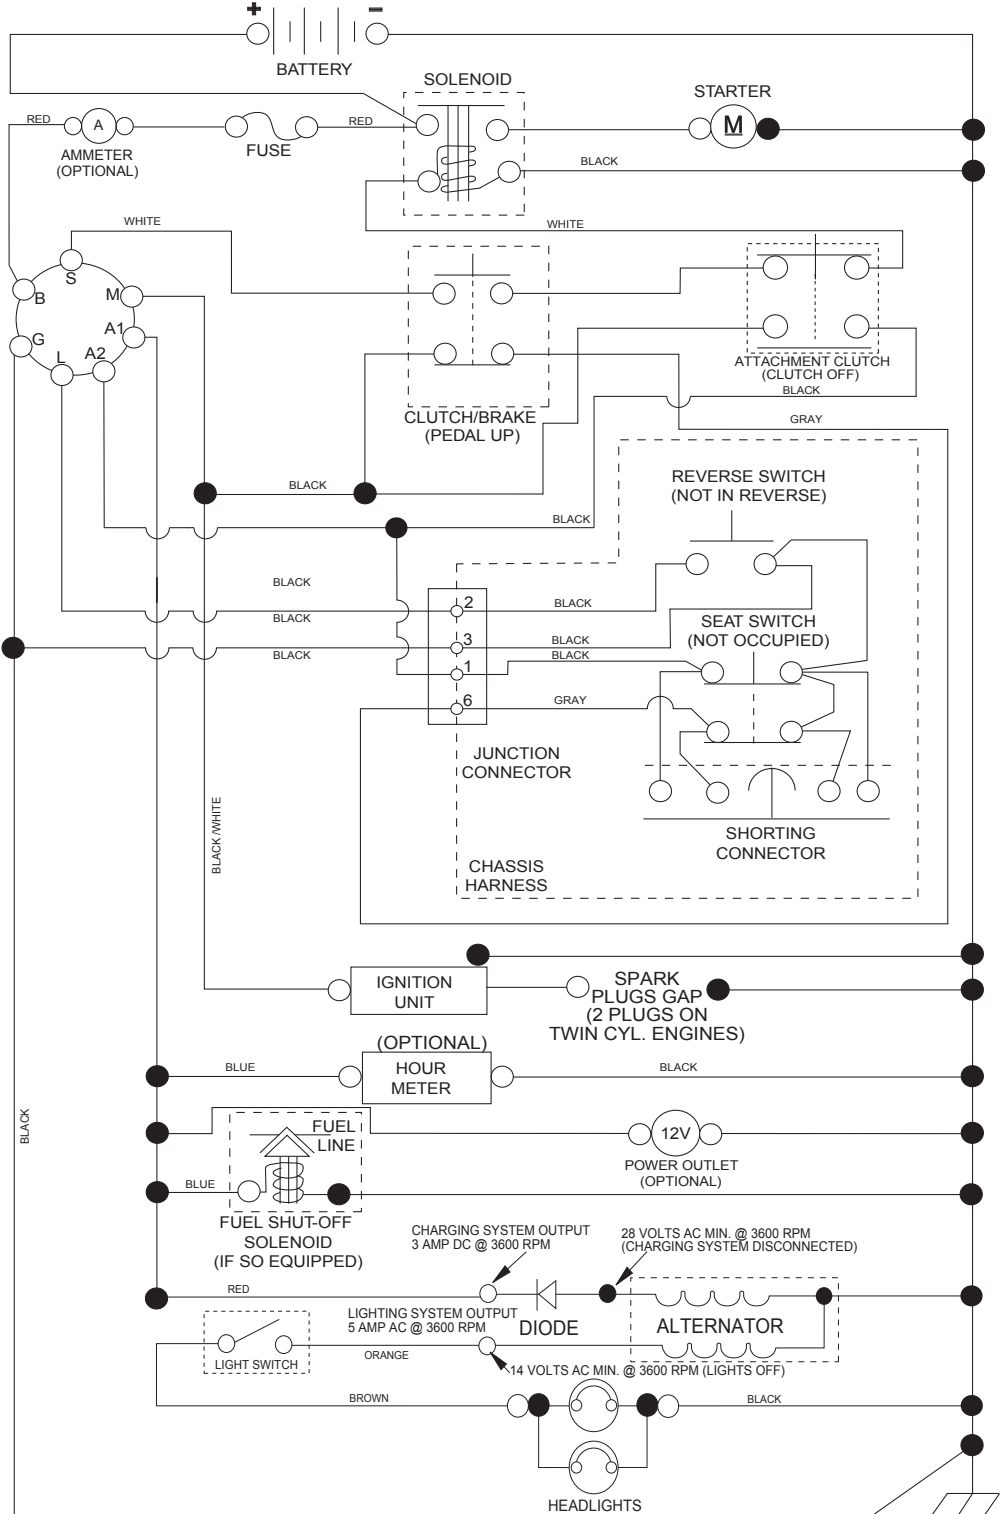 + −
BATTERY
SOLENOID
STARTER
RED
A
RED
M
AMMETER
(OPTIONAL)
FUSE
BLACK
WHITE
WHITE
S
B
M
G
A1
L
A2
ATTACHMENT CLUTCH
(CLUTCH OFF)
BLACK
CLUTCH/BRAKE
(PEDAL UP)
GRAY
REVERSE SWITCH
(NOT IN REVERSE)
BLACK
BLACK
BLACK
2
BLACK
BLACK
SEAT SWITCH
(NOT OCCUPIED)
3
BLACK
BLACK
BLACK
1
6
GRAY
JUNCTION
CONNECTOR
BLACK/WHITE
SHORTING
CONNECTOR
CHASSIS
HARNESS
IGNITION
UNIT
SPARK
PLUGS GAP
(2 PLUGS ON
TWIN CYL. ENGINES)
(OPTIONAL)
HOUR
METER
BLUE
BLACK
BLACK
FUEL
LINE
12V
POWER OUTLET
(OPTIONAL)
BLUE
FUEL SHUT-OFF
SOLENOID
(IF SO EQUIPPED)
CHARGING SYSTEM OUTPUT
3 AMP DC @ 3600 RPM
28 VOLTS AC MIN. @ 3600 RPM
(CHARGING SYSTEM DISCONNECTED)
RED
LIGHTING SYSTEM OUTPUT
5 AMP AC @ 3600 RPM
DIODE
ALTERNATOR
LIGHT SWITCH
ORANGE
14 VOLTS AC MIN. @ 3600 RPM (LIGHTS OFF)
BROWN
BLACK
HEADLIGHTS